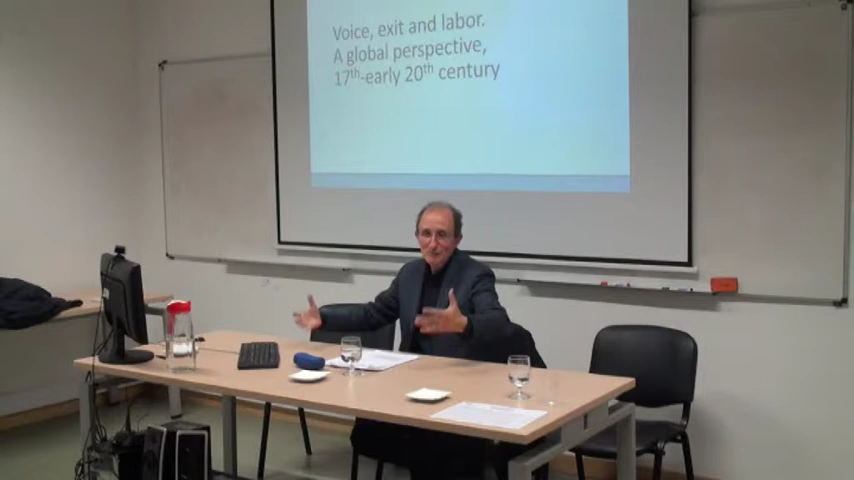 Voice, exit and labor.
A global perspective,
17th-early 20th century